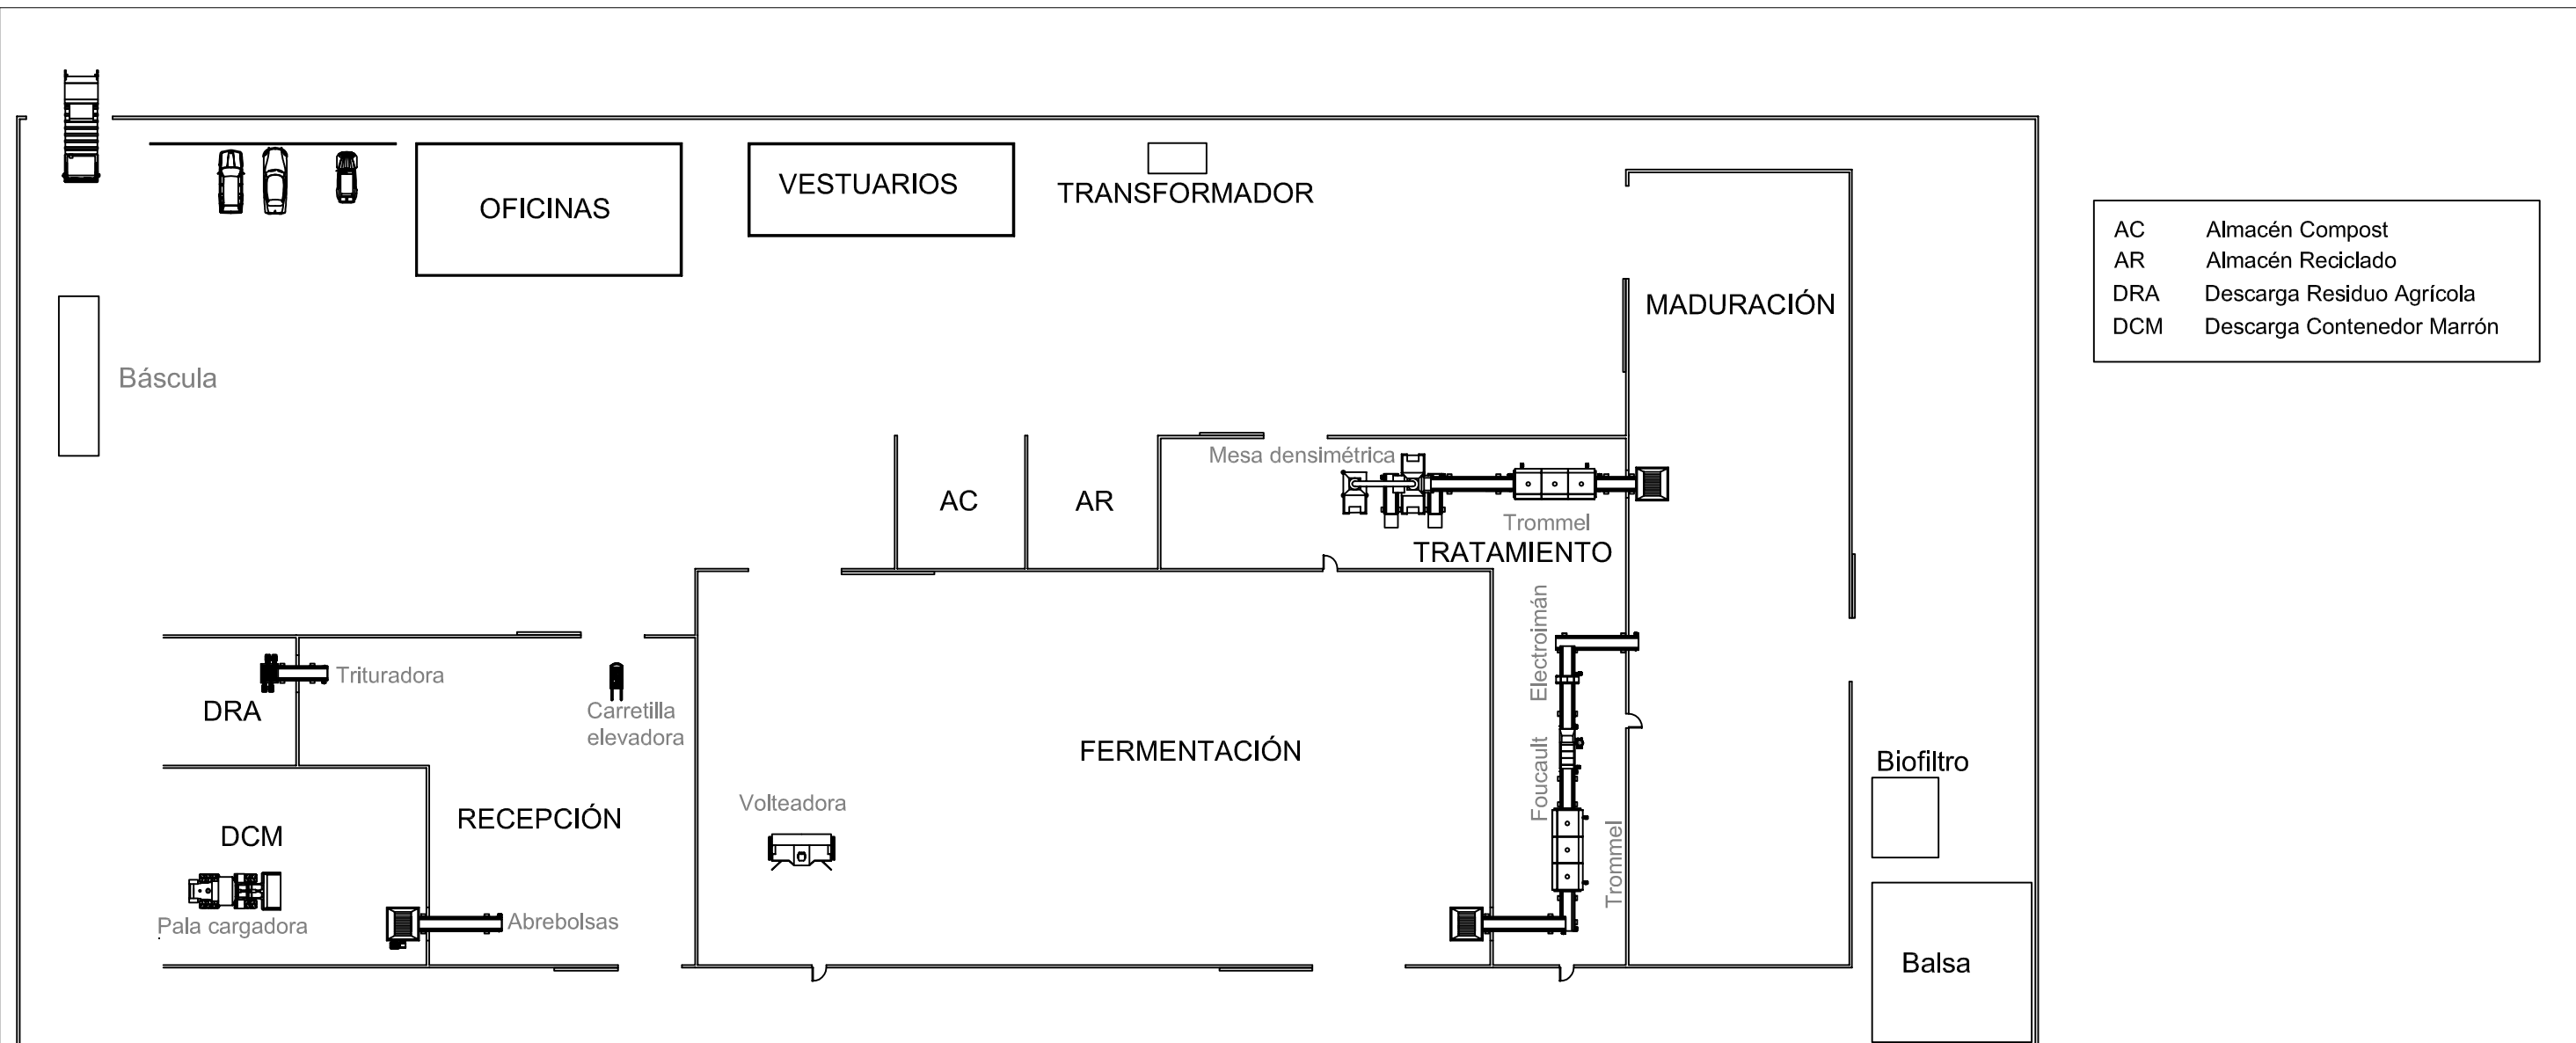 OFICINAS
VESTUARIOS
TRANSFORMADOR
AC Almacén Compost
AR Almacén Reciclado
DRA Descarga Residuo Agrícola
DCM Descarga Contenedor Marrón
MADURACIÓN
Báscula
Mesa densimétrica
AC
AR
Trommel
TRATAMIENTO
Electroimán
Trituradora
DRA
Carretilla
elevadora
FERMENTACIÓN
Foucault
Biofiltro
Volteadora
RECEPCIÓN
DCM
Trommel
Pala cargadora
Abrebolsas
Balsa